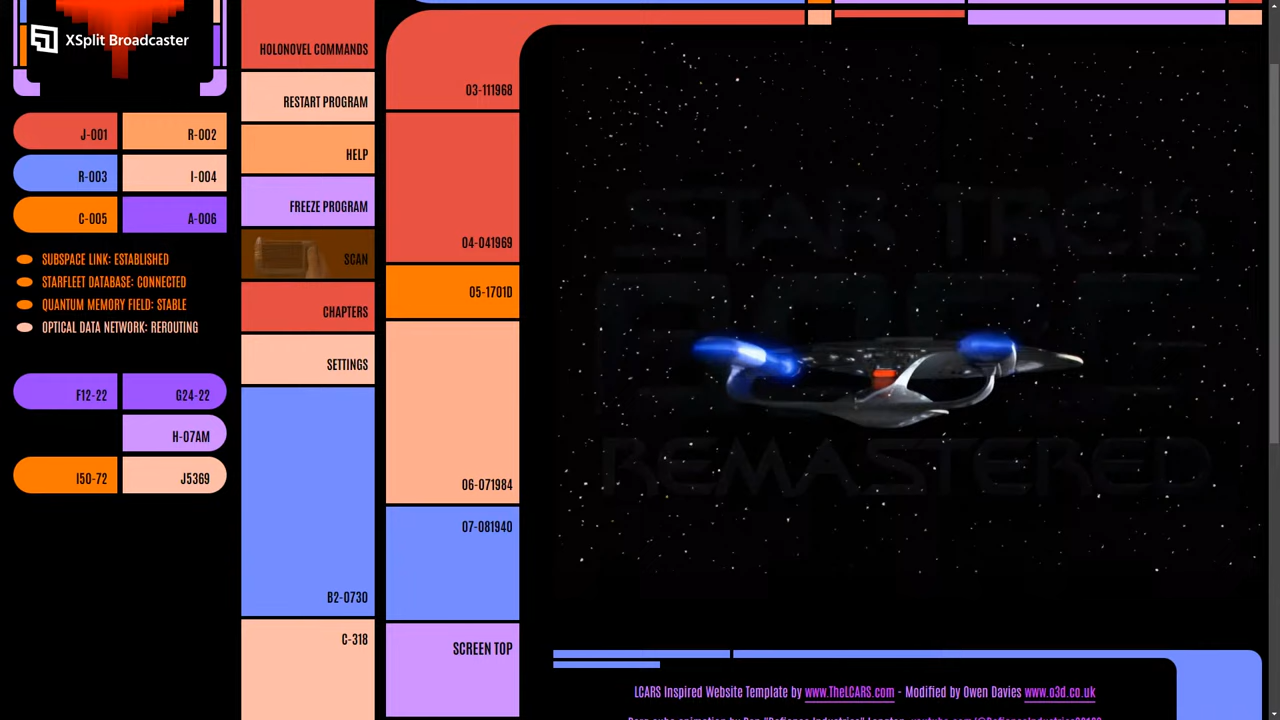 XSplit Broadcaster
J-001
R-002
R-003
I-004
C-005
A-006
SUBSPACE LINK: ESTABLISHED
STARFLEET DATABASE: CONNECTED
QUANTUM MEMORY FIELD: STABLE
OPTICAL DATA NETWORK: REROUTING
F12-22
G24-22
H-07AM
I50-72
J5369
HOLONOVEL COMMANDS
RESTART PROGRAM
HELP
FREEZE PROGRAM
SCAN
CHAPTERS
SETTINGS
B2-0730
C-318
03-111968
04-041969
05-1701D
06-071984
07-081940
SCREEN TOP
STAR TREK
BORG
REMASTERED
LCARS Inspired Website Template by www.TheLCARS.com - Modified by Owen Davies www.o3d.co.uk